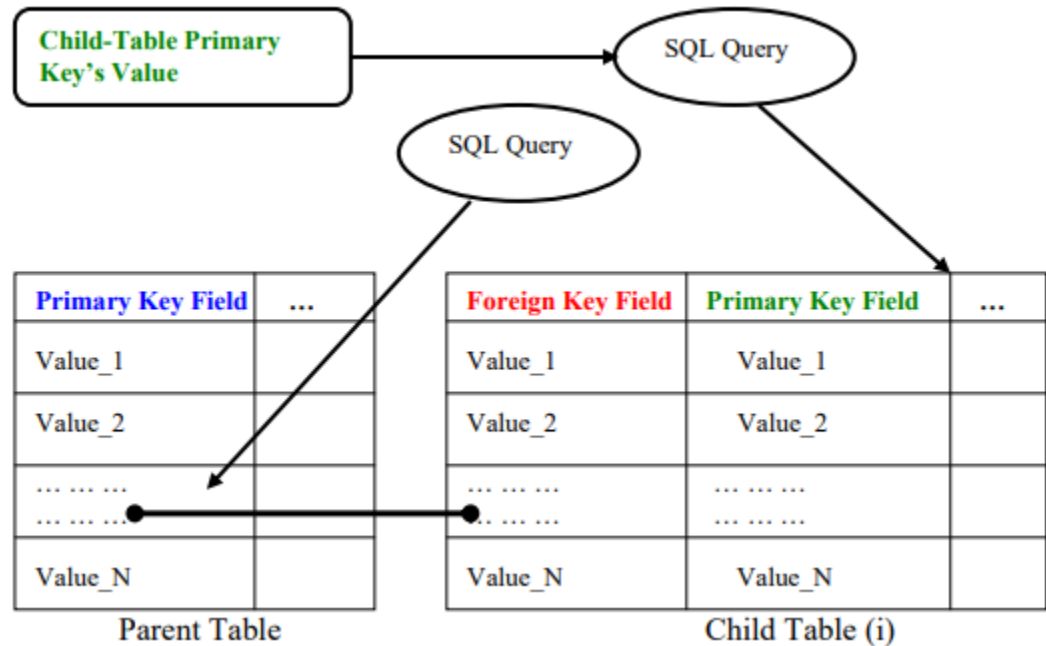 Child-Table Primary
Key's Value
SQL Query
SQL Query
Primary Key Field
...
Value_1
Value_2
... ... ...
... ... ...
Value_N
Parent Table
Foreign Key Field
Primary Key Field
...
Value_1
Value_1
Value_2
Value_2
... ... ...
... ... ...
.. ... ...
... ... ...
Value_N
Value_N
Child Table (i)